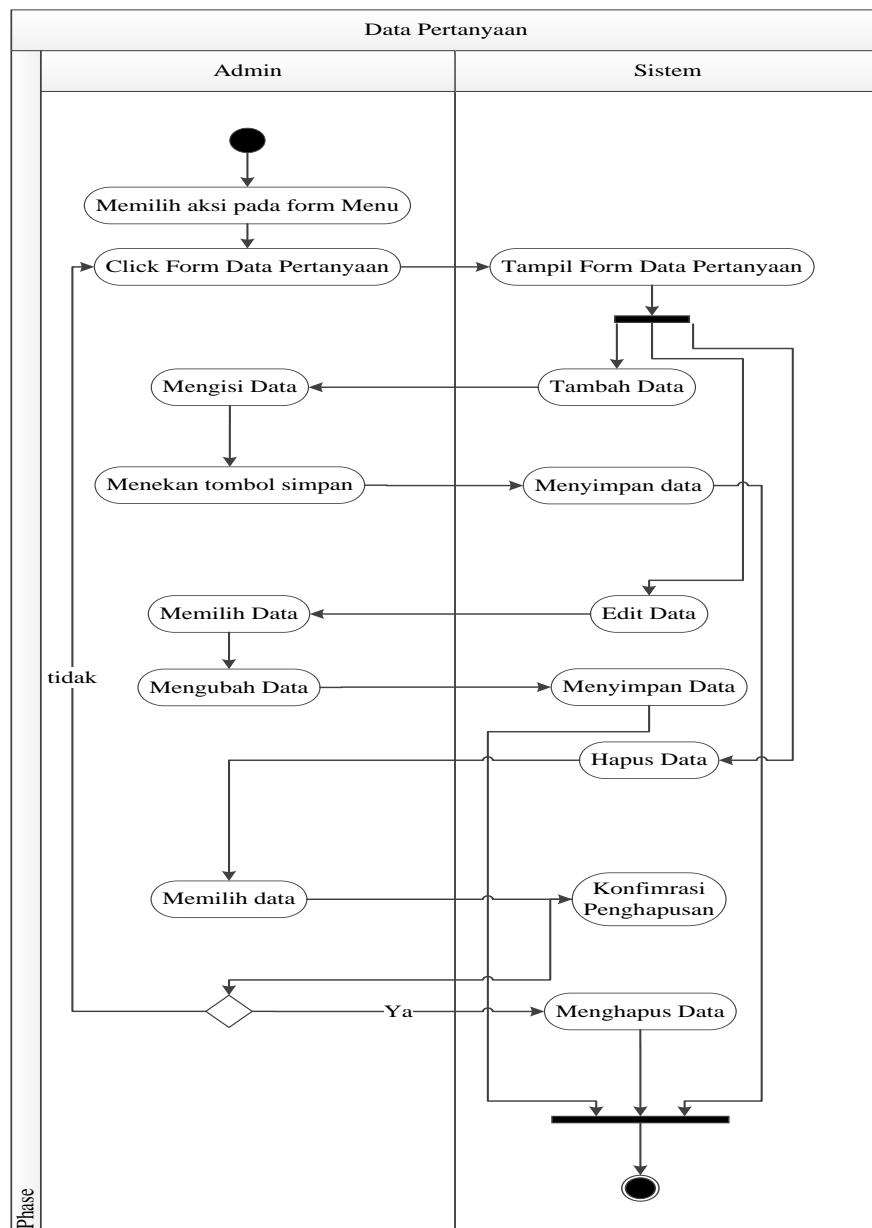 Data Pertanyaan
Admin
Sistem
Memilih aksi pada form Menu
Click Form Data Pertanyaan
Tampil Form Data Pertanyaan
Mengisi Data
Tambah Data
Menekan tombol simpan
Menyimpan data
Memilih Data
Edit Data
tidak
Mengubah Data
Menyimpan Data
Hapus Data
Memilih data
Konfimrasi
Penghapusan
Ya
Menghapus Data
Phase